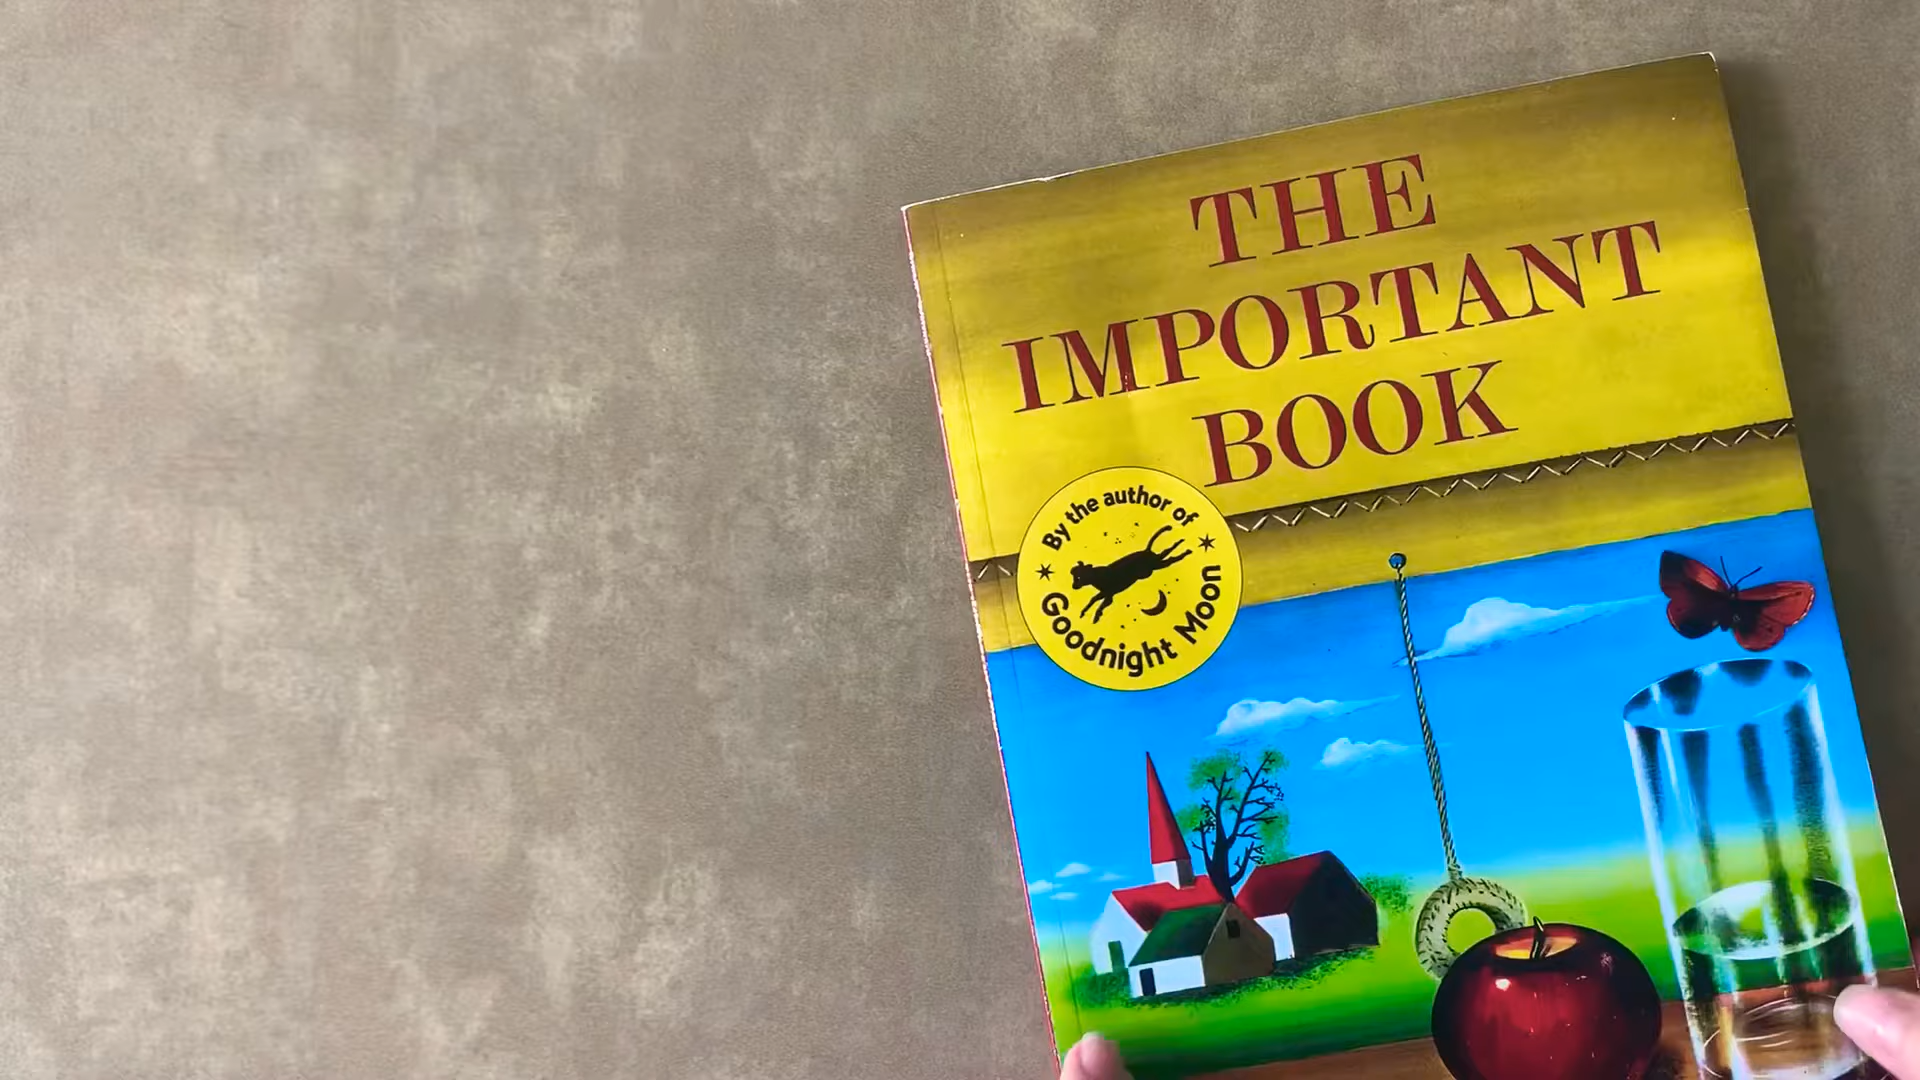 THE
IMPORTANT
BOOK
By the author of
Goodnight Moon